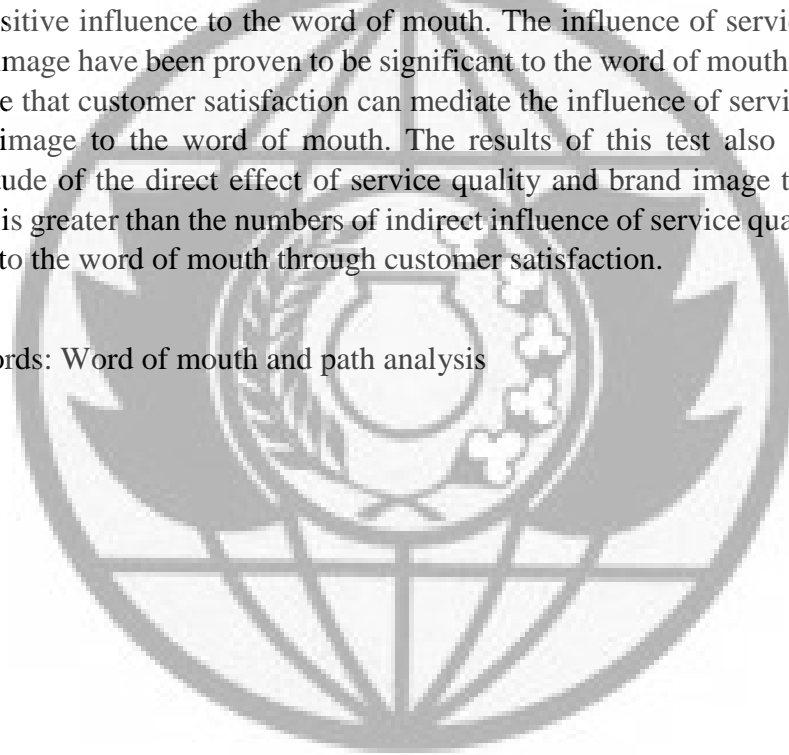 sitive influence to the word of mouth. The influence of servi
mage have been proven to be significant to the word of mouth
e that customer satisfaction can mediate the influence of servi
image to the word of mouth. The results of this test also
tude of the direct effect of service quality and brand image t
is greater than the numbers of indirect influence of service qua
to the word of mouth through customer satisfaction.
ords: Word of mouth and path analysis